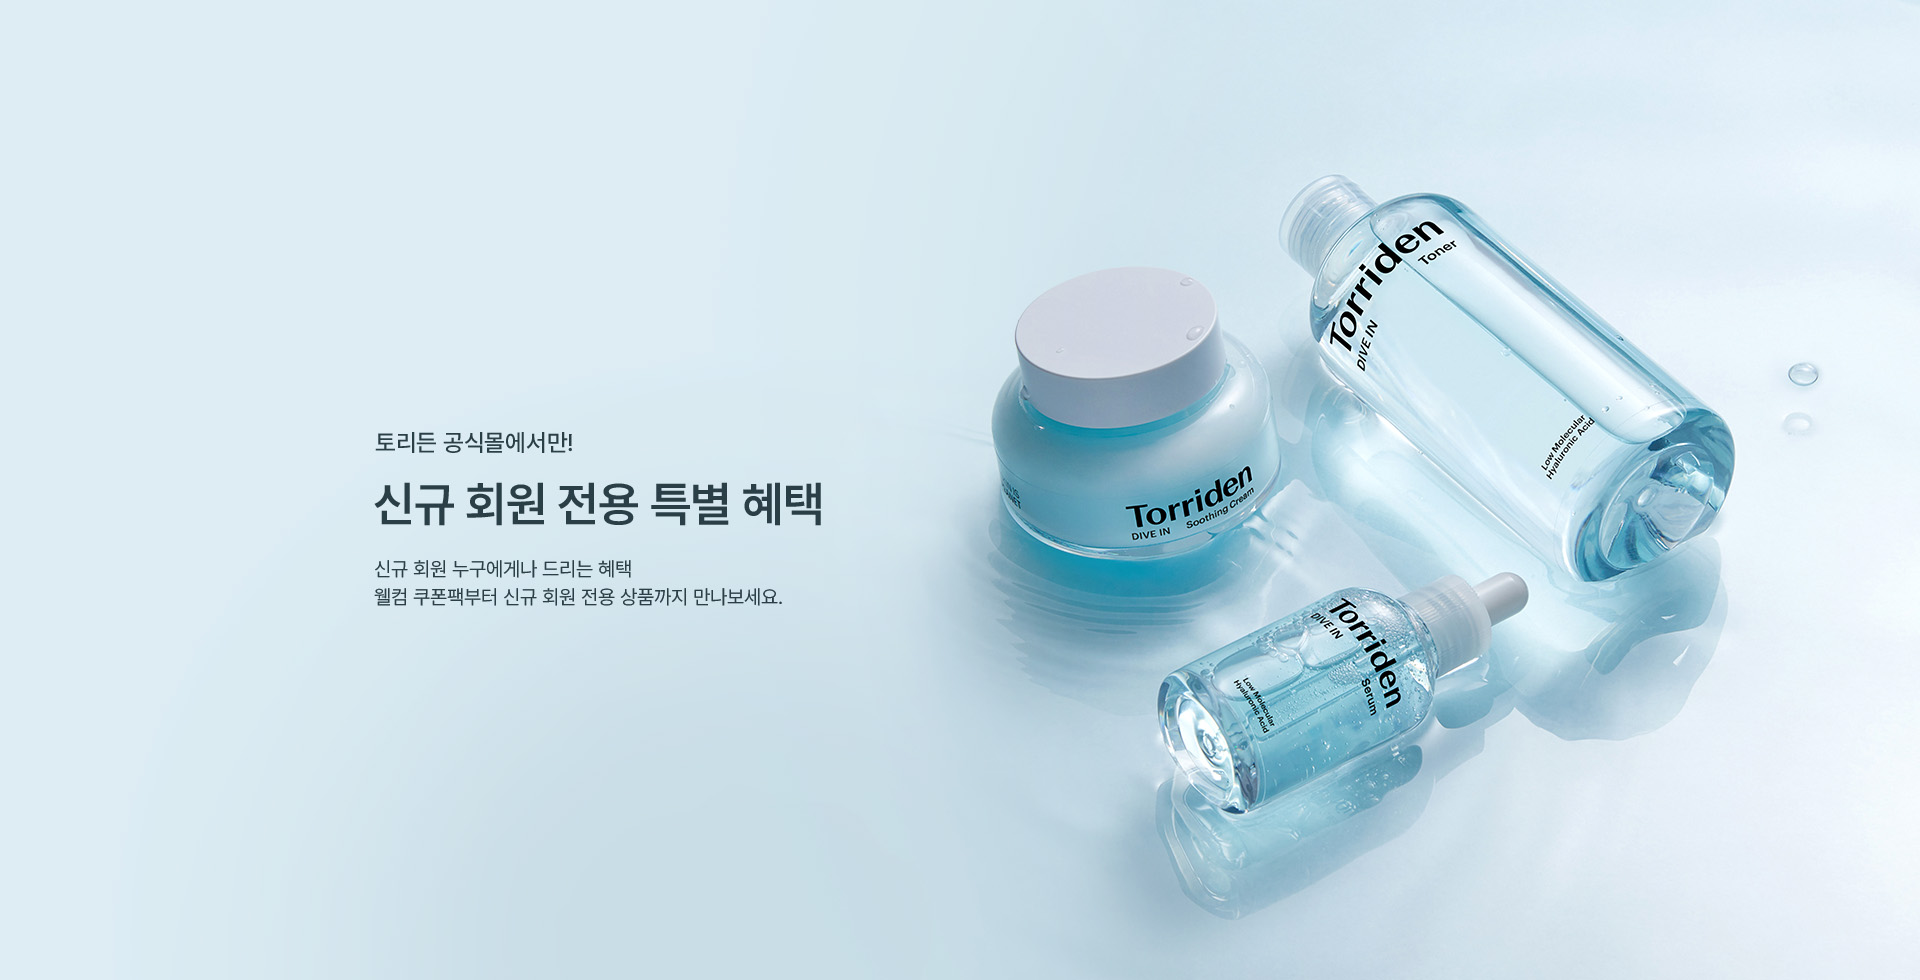 토리든 공식몰에서만!
신규 회원 전용 특별 혜택
신규 회원 누구에게나 드리는 혜택
웰컴 쿠폰팩부터 신규 회원 전용 상품까지 만나보세요.
Torriden
DIVE IN Soothing Cream
Torriden
DIVE IN Toner
Low Molecular
Hyaluronic Acid
Torriden
DIVE IN Serum
Low Molecular
Hyaluronic Acid